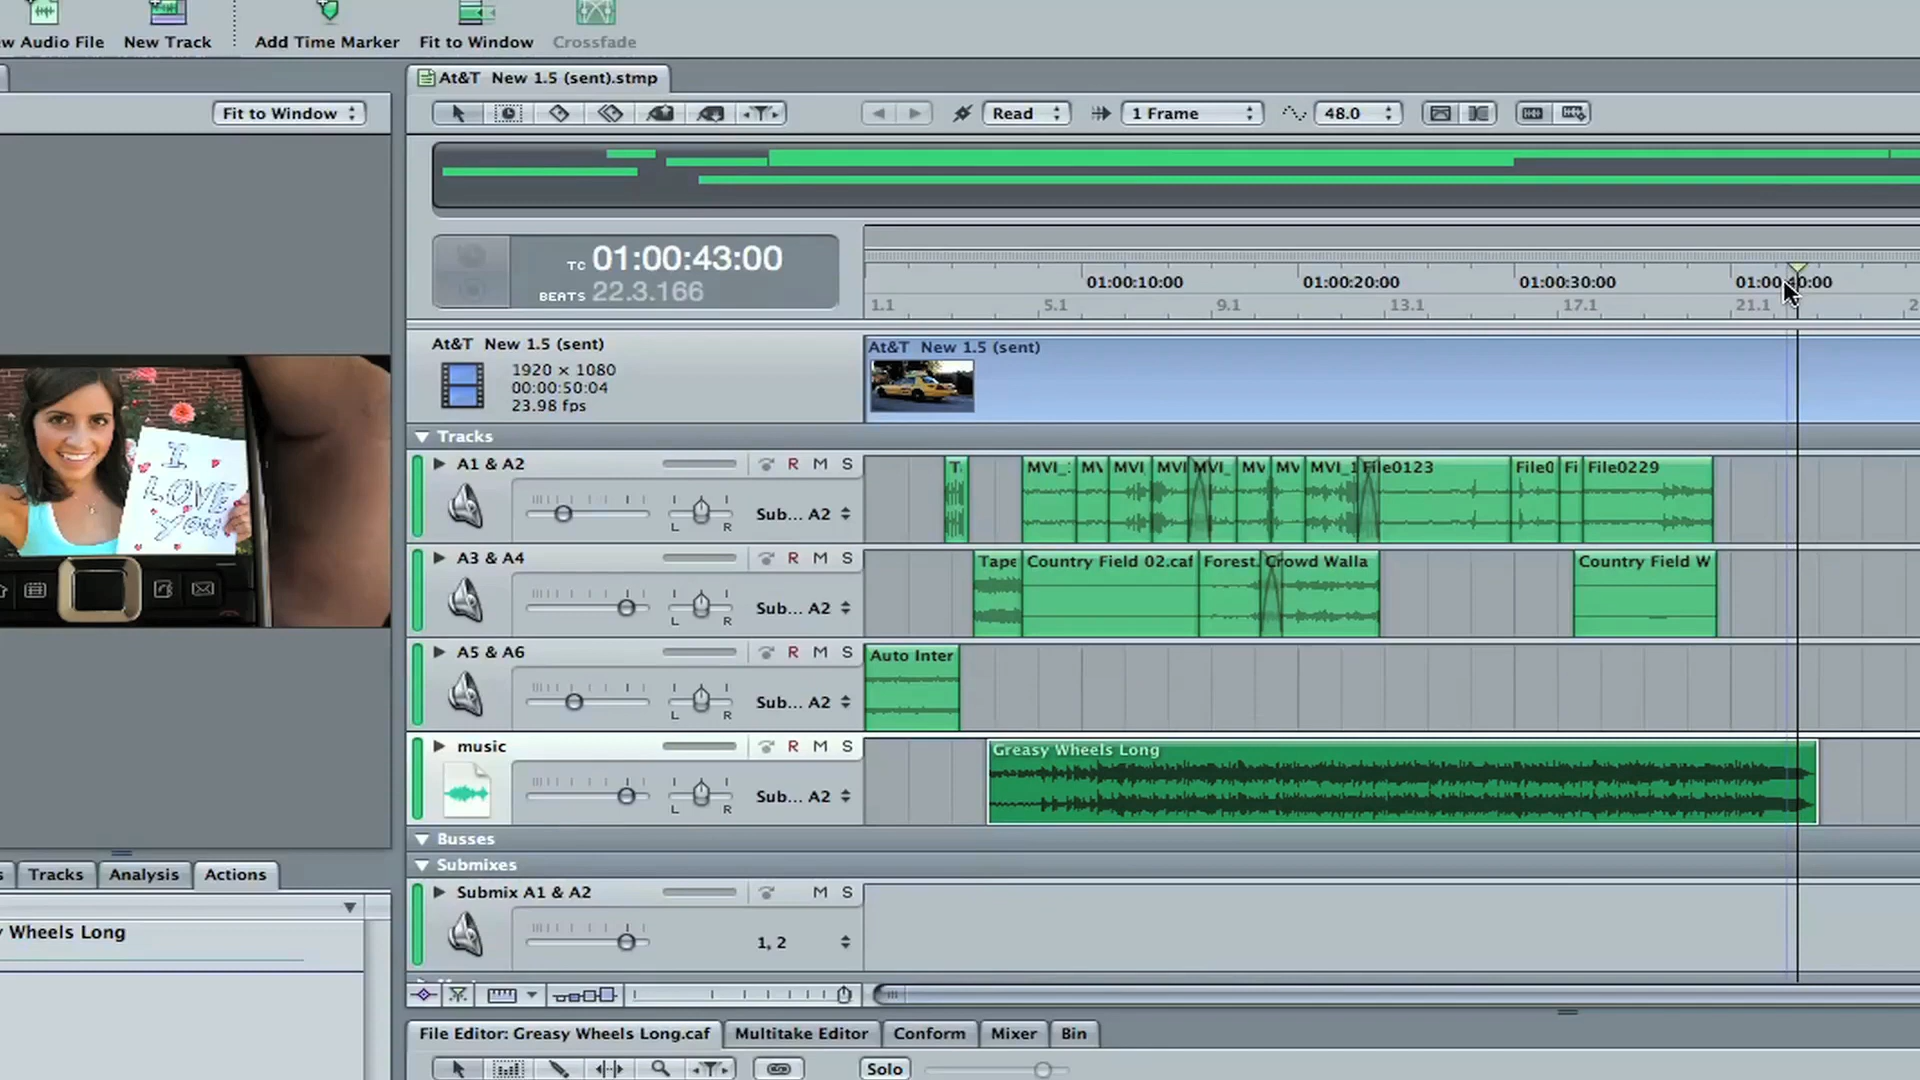 w Audio File
New Track
Add Time Marker
Fit to Window
Crossfade
At&T New 1.5 (sent).stmp
Fit to Window
Read
1 Frame
48.0
TC 01:00:43:00
BEATS 22.3.166
01:00:10:00
01:00:20:00
01:00:30:00
1.1
5.1
9.1
13.1
17.1
21.1
2
At&T New 1.5 (sent)
1920 × 1080
00:00:50:04
23.98 fps
At&T New 1.5 (sent)
I
LOVE
YOU
Tracks
A1 & A2
R M S
L R
Sub... A2
T
MVI_
MV
MVI
MVI
MVI_
MV
MV
MVI_1
File0123
File0
Fi
File0229
A3 & A4
R M S
L R
Sub... A2
Tape
Country Field 02.caf
Forest.
Crowd Walla
Country Field W
A5 & A6
R M S
L R
Sub... A2
Auto Inter
music
R M S
L R
Sub... A2
Greasy Wheels Long
Busses
Submixes
Submix A1 & A2
M S
1, 2
s
Tracks
Analysis
Actions
y Wheels Long
File Editor: Greasy Wheels Long.caf
Multitake Editor
Conform
Mixer
Bin
Solo